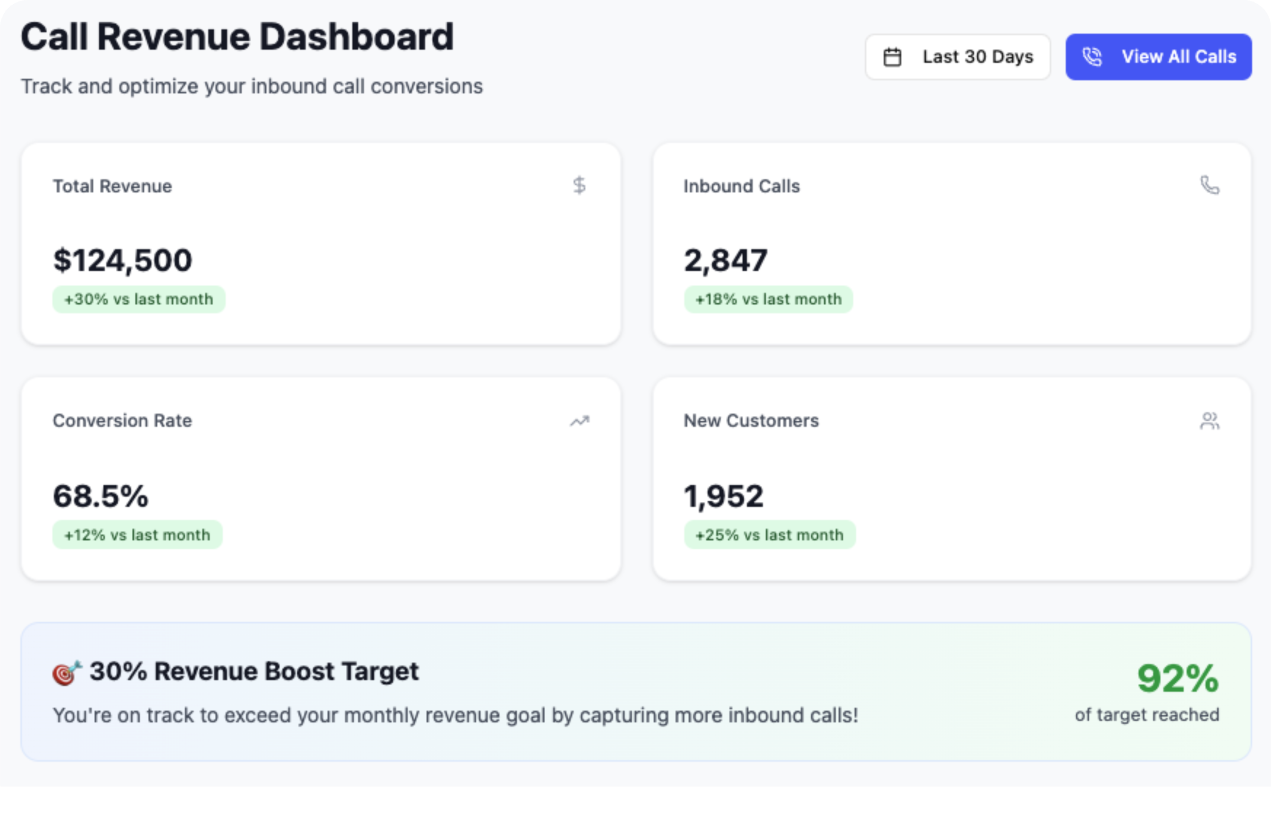 Call Revenue Dashboard
Track and optimize your inbound call conversions
Last 30 Days
View All Calls
Total Revenue
$124,500
+30% vs last month
Inbound Calls
2,847
+18% vs last month
Conversion Rate
68.5%
+12% vs last month
New Customers
1,952
+25% vs last month
🎯 30% Revenue Boost Target
You're on track to exceed your monthly revenue goal by capturing more inbound calls!
92%
of target reached